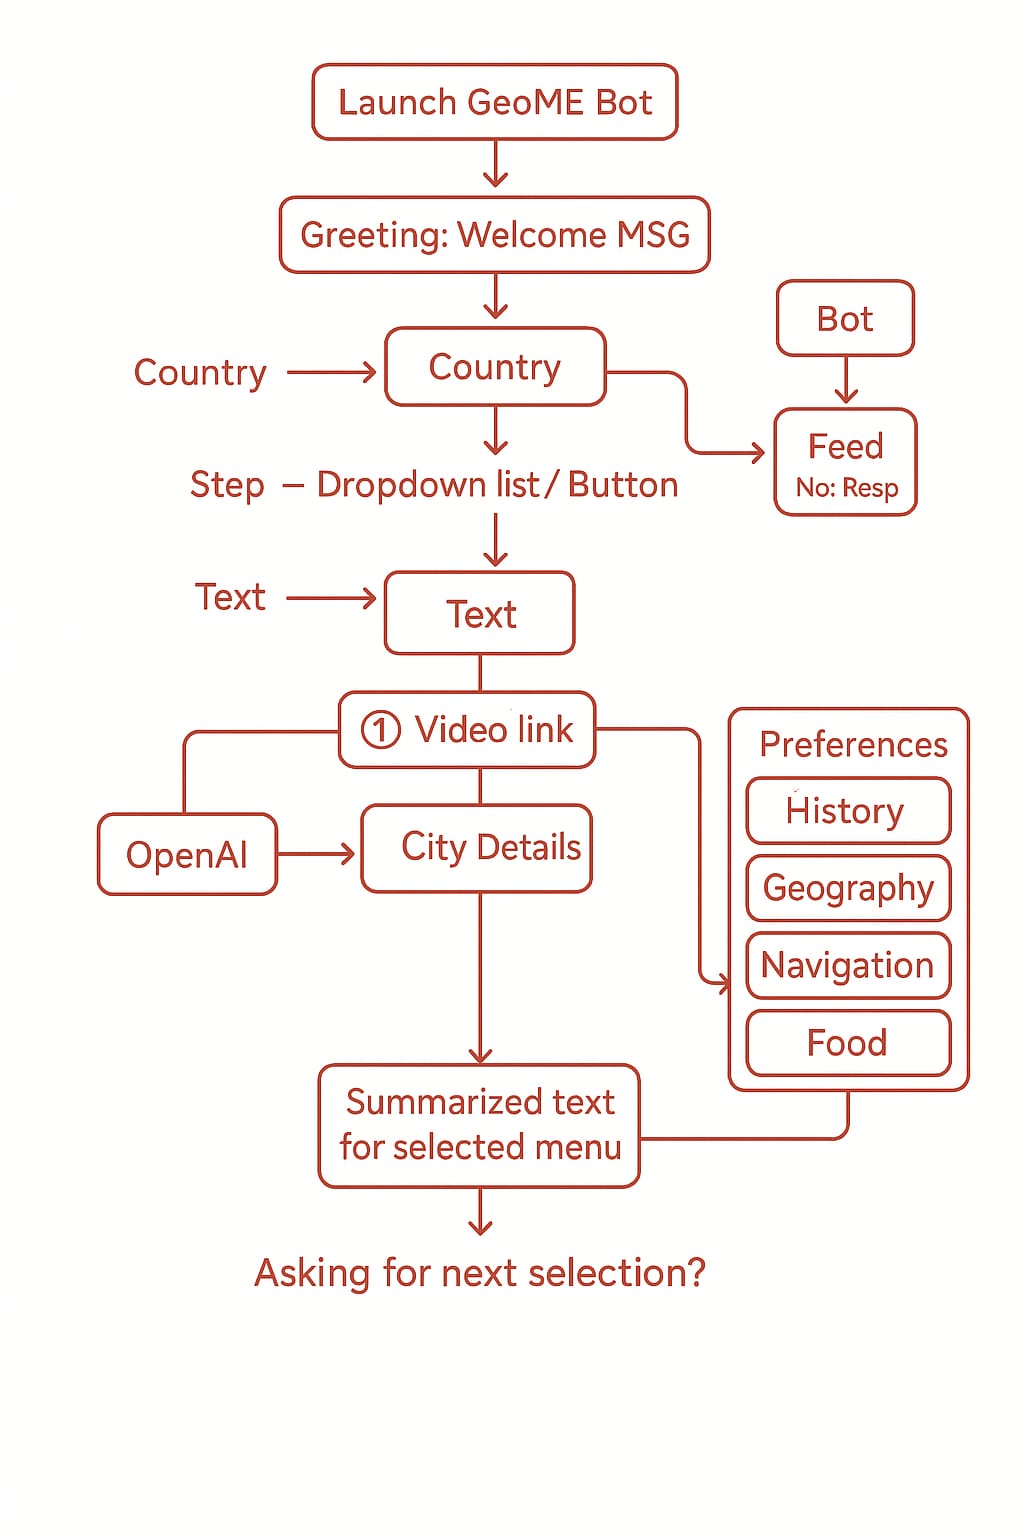 Launch GeoME Bot
Greeting: Welcome MSG
Bot
Country
Country
Feed
No: Resp
Step – Dropdown list / Button
Text
Text
① Video link
Preferences
History
OpenAI
City Details
Geography
Navigation
Food
Summarized text
for selected menu
Asking for next selection?